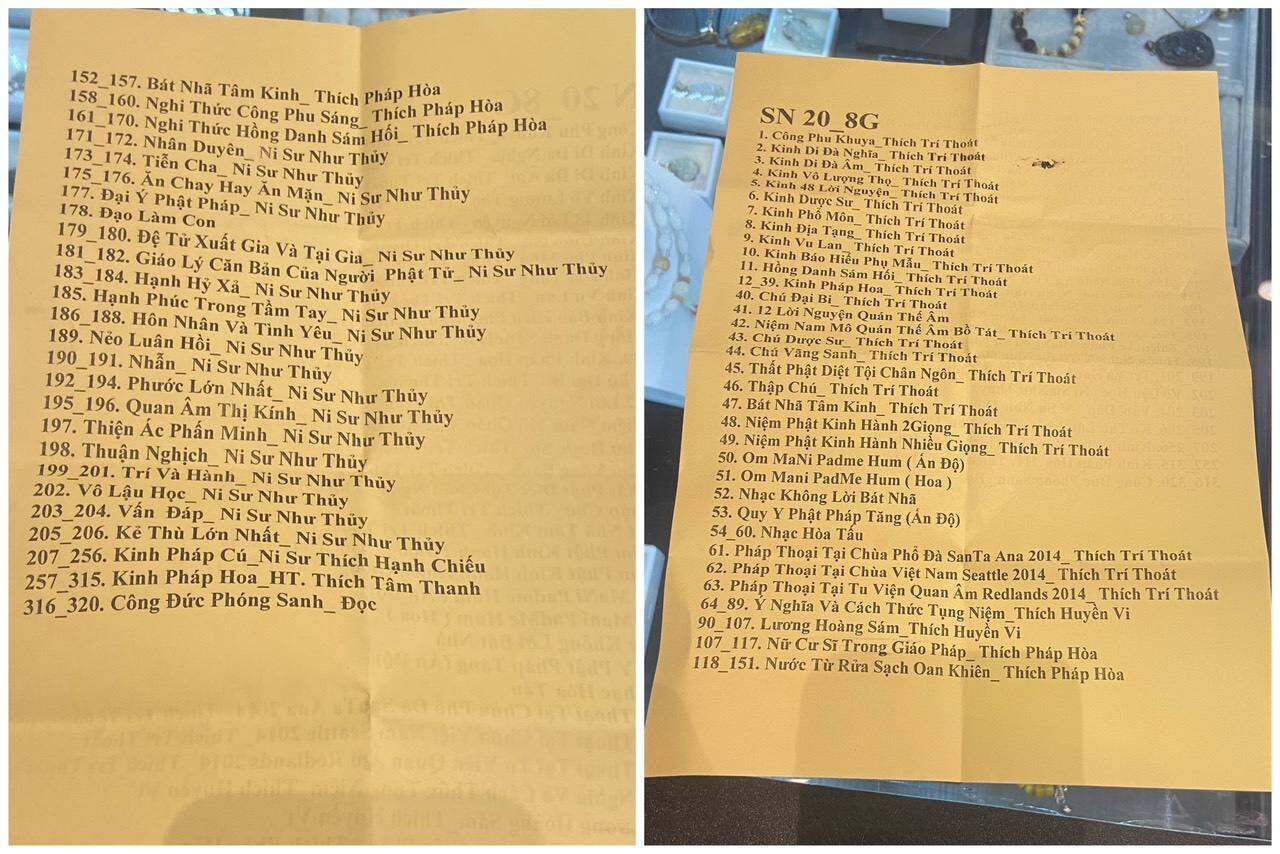 152_157. Bát Nhã Tâm Kinh_ Thích Pháp Hòa
158_160. Nghi Thức Công Phu Sáng_ Thích Pháp Hòa
161_170. Nghi Thức Hồng Danh Sám Hối_ Thích Pháp Hòa
171_172. Nhân Duyên_ Ni Sư Như Thủy
173_174. Tiễn Cha_ Ni Sư Như Thủy
175_176. Ăn Chay Hay Ăn Mặn_ Ni Sư Như Thủy
177. Đại Ý Phật Pháp_ Ni Sư Như Thủy
178. Đạo Làm Con
179_180. Đệ Tử Xuất Gia Và Tại Gia_ Ni Sư Như Thủy
181_182. Giáo Lý Căn Bản Của Người Phật Tử_ Ni Sư Như Thủy
183_184. Hạnh Hỷ Xả_ Ni Sư Như Thủy
185. Hạnh Phúc Trong Tầm Tay_ Ni Sư Như Thủy
186_188. Hôn Nhân Và Tình Yêu_ Ni Sư Như Thủy
189. Nẻo Luân Hồi_ Ni Sư Như Thủy
190_191. Nhẫn_ Ni Sư Như Thủy
192_194. Phước Lớn Nhất_ Ni Sư Như Thủy
195_196. Quan Âm Thị Kính_ Ni Sư Như Thủy
197. Thiện Ác Phấn Minh_ Ni Sư Như Thủy
198. Thuận Nghịch_ Ni Sư Như Thủy
199_201. Trí Và Hành_ Ni Sư Như Thủy
202. Vô Lậu Học_ Ni Sư Như Thủy
203_204. Vấn Đáp_ Ni Sư Như Thủy
205_206. Kẻ Thù Lớn Nhất_ Ni Sư Như Thủy
207_256. Kinh Pháp Cú_Ni Sư Thích Hạnh Chiếu
257_315. Kinh Pháp Hoa_HT. Thích Tâm Thanh
316_320. Công Đức Phóng Sanh_ Đọc
SN 20_8G
1. Công Phu Khuya_Thích Trí Thoát
2. Kinh Di Đà Nghĩa_ Thích Trí Thoát
3. Kinh Di Đà Âm_ Thích Trí Thoát
4. Kinh Vô Lượng Thọ_ Thích Trí Thoát
5. Kinh 48 Lời Nguyện_ Thích Trí Thoát
6. Kinh Dược Sư_ Thích Trí Thoát
7. Kinh Phổ Môn_ Thích Trí Thoát
8. Kinh Địa Tạng_ Thích Trí Thoát
9. Kinh Vu Lan_ Thích Trí Thoát
10. Kinh Báo Hiếu Phụ Mẫu_ Thích Trí Thoát
11. Hồng Danh Sám Hối_ Thích Trí Thoát
12_39. Kinh Pháp Hoa_ Thích Trí Thoát
40. Chú Đại Bi_ Thích Trí Thoát
41. 12 Lời Nguyện Quán Thế Âm
42. Niệm Nam Mô Quán Thế Âm Bồ Tát_ Thích Trí Thoát
43. Chú Dược Sư_ Thích Trí Thoát
44. Chú Vãng Sanh_ Thích Trí Thoát
45. Thất Phật Diệt Tội Chân Ngôn_ Thích Trí Thoát
46. Thập Chú_ Thích Trí Thoát
47. Bát Nhã Tâm Kinh_ Thích Trí Thoát
48. Niệm Phật Kinh Hành 2Giọng_ Thích Trí Thoát
49. Niệm Phật Kinh Hành Nhiều Giọng_ Thích Trí Thoát
50. Om MaNi Padme Hum ( Ấn Độ)
51. Om Mani PadMe Hum ( Hoa )
52. Nhạc Không Lời Bát Nhã
53. Quy Y Phật Pháp Tăng (Ấn Độ)
54_60. Nhạc Hòa Tấu
61. Pháp Thoại Tại Chùa Phổ Đà SanTa Ana 2014_ Thích Trí Thoát
62. Pháp Thoại Tại Chùa Việt Nam Seattle 2014_ Thích Trí Thoát
63. Pháp Thoại Tại Tu Viện Quan Âm Redlands 2014_ Thích Trí Thoát
64_89. Ý Nghĩa Và Cách Thức Tụng Niệm_Thích Huyền Vi
90_107. Lương Hoàng Sám_Thích Huyền Vi
107_117. Nữ Cư Sĩ Trong Giáo Pháp_ Thích Pháp Hòa
118_151. Nước Từ Rửa Sạch Oan Khiên_ Thích Pháp Hòa